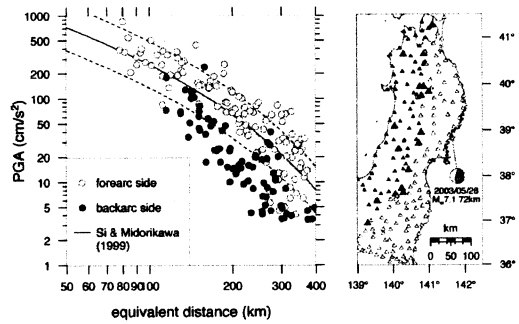 1000
500
200
100
50
20
10
5
2
1
PGA (cm/s²)
forearc side
backarc side
Si & Midorikawa
(1999)
50 60 70 80 90 100 200 300 400
equivalent distance (km)
41°
40°
39°
38°
37°
36°
2003/05/26
Mw7.1 72km
km
0 50 100
139° 140° 141° 142°